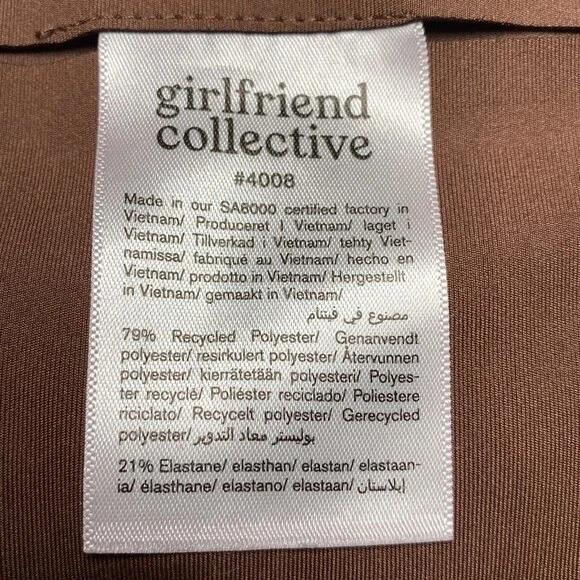 girlfriend
collective
#4008
Made in our SA8000 certified factory in
Vietnam/ Produceret i Vietnam/ laget i
Vietnam/ Tillverkad i Vietnam/ tehty Viet-
namissa/ fabriqué au Vietnam/ hecho en
Vietnam/ prodotto in Vietnam/ Hergestellt
in Vietnam/ gemaakt in Vietnam/
مصنوع في فيتنام
79% Recycled Polyester/ Genanvendt
polyester/ resirkulert polyester/ Återvunnen
polyester/ kierrätetään polyesteri/ Polyes-
ter recyclé/ Poliéster reciclado/ Poliestere
riciclato/ Recycelt polyester/ Gerecycled
polyester/ بوليستر معاد التدوير
21% Elastane/ elasthan/ elastan/ elastaan-
ia/ élasthane/ elastano/ elastaan/ إيلاستان